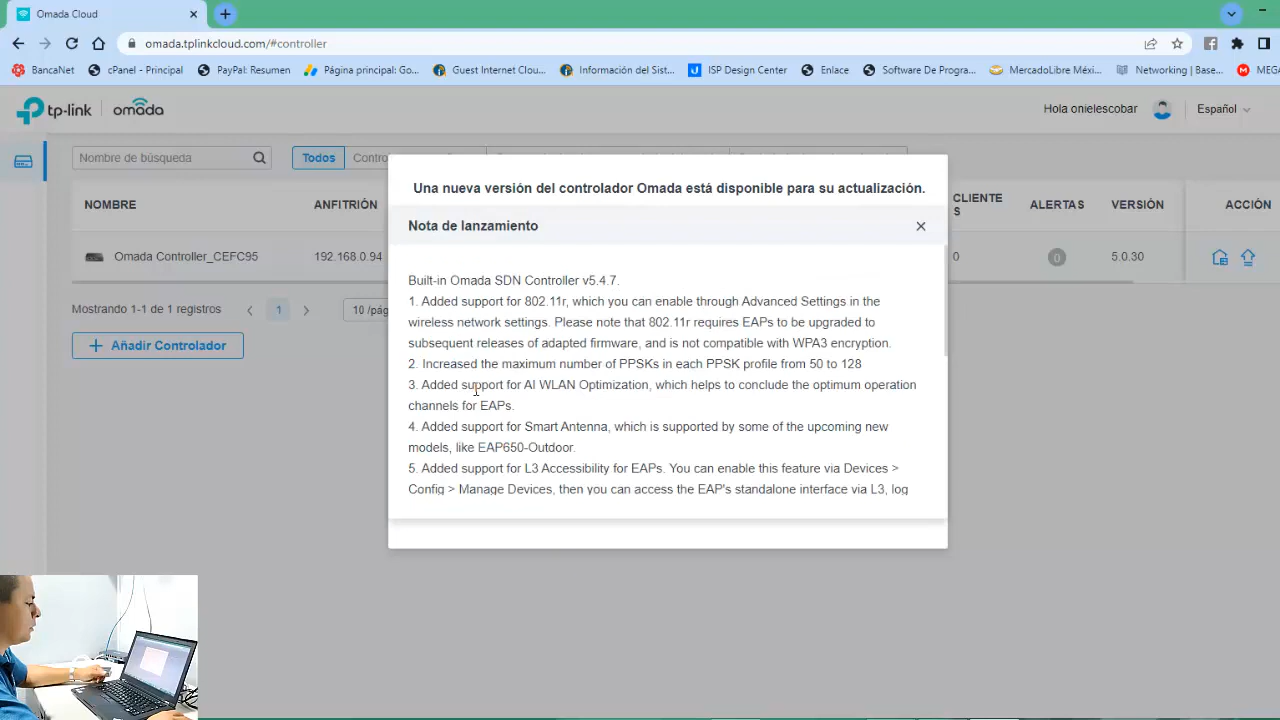 Omada Cloud
omada.tplinkcloud.com/#controller
BancaNet
cPanel - Principal
PayPal: Resumen
Página principal: Go...
Guest Internet Clou...
Información del Sist...
ISP Design Center
Enlace
Software De Progra...
MercadoLibre Méxi...
Networking | Base...
MEGA
tp-link | omada
Hola onielescobar
Español
Nombre de búsqueda
Todos
Contro
Una nueva versión del controlador Omada está disponible para su actualización.
NOMBRE
ANFITRIÓN
CLIENTE
S
ALERTAS
VERSIÓN
ACCIÓN
Nota de lanzamiento
Omada Controller_CEFC95
192.168.0.94
0
0
5.0.30
Built-in Omada SDN Controller v5.4.7.
1. Added support for 802.11r, which you can enable through Advanced Settings in the
wireless network settings. Please note that 802.11r requires EAPs to be upgraded to
subsequent releases of adapted firmware, and is not compatible with WPA3 encryption.
2. Increased the maximum number of PPSKs in each PPSK profile from 50 to 128
3. Added support for AI WLAN Optimization, which helps to conclude the optimum operation
channels for EAPs.
4. Added support for Smart Antenna, which is supported by some of the upcoming new
models, like EAP650-Outdoor.
5. Added support for L3 Accessibility for EAPs. You can enable this feature via Devices >
Config > Manage Devices, then you can access the EAP's standalone interface via L3, log
Mostrando 1-1 de 1 registros
1
10 /pág
Añadir Controlador